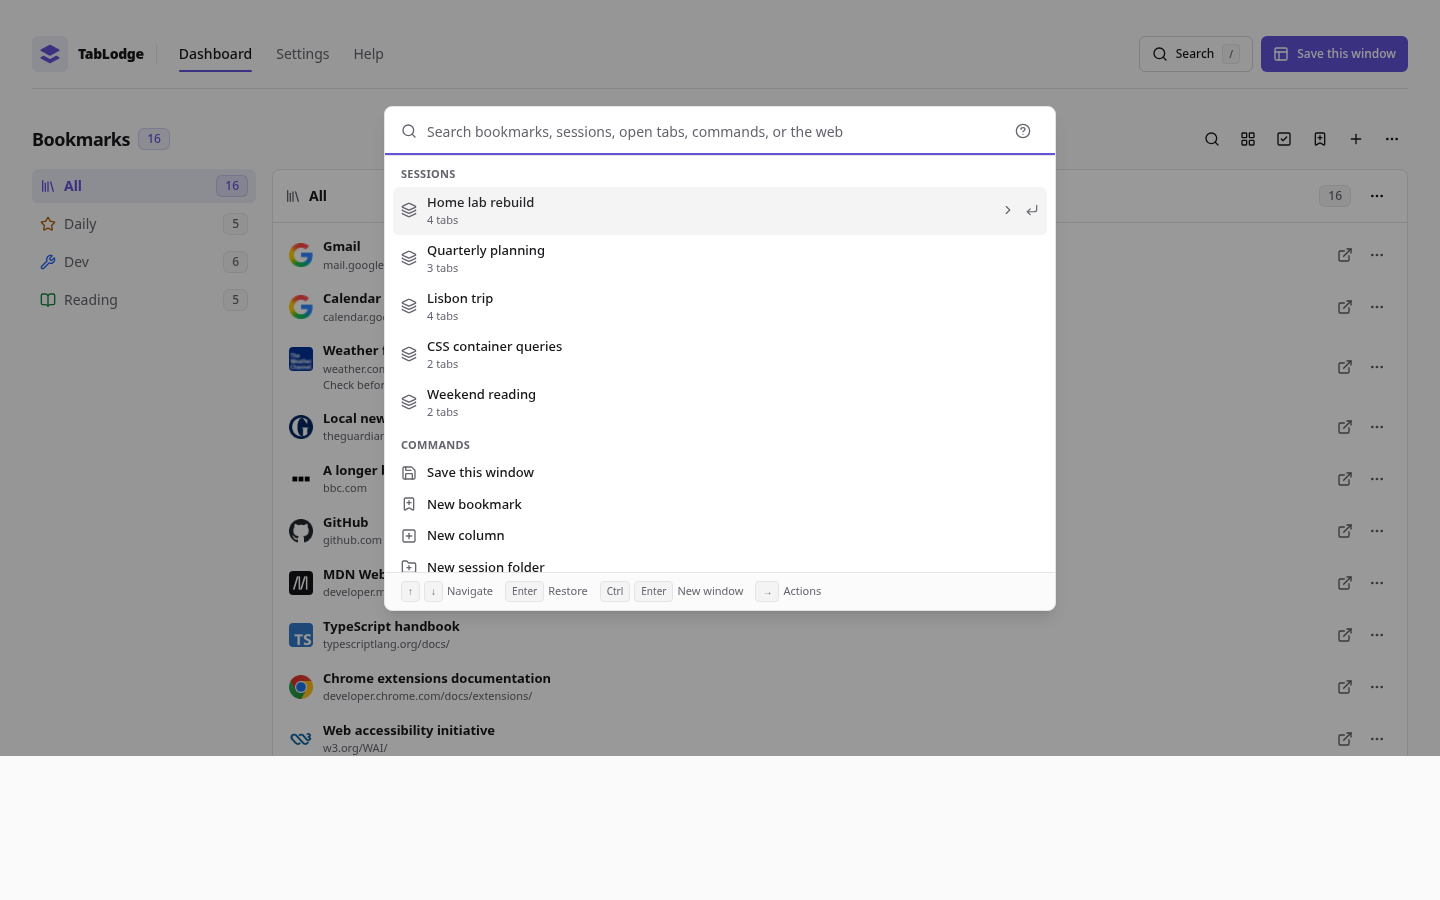 TabLodge
Dashboard
Settings
Help
Search /
Save this window
Bookmarks 16
All 16
Daily 5
Dev 6
Reading 5
All 16
Gmail
mail.google
Calendar
Weather
weather.com
Local new
theguardian
A longer
bbc.com
GitHub
github.com
MDN Web
developer.m
TypeScript handbook
typescriptlang.org/docs/
Chrome extensions documentation
developer.chrome.com/docs/extensions/
Web accessibility initiative
w3.org/WAI/
Search bookmarks, sessions, open tabs, commands, or the web
SESSIONS
Home lab rebuild
4 tabs
Quarterly planning
3 tabs
Lisbon trip
4 tabs
CSS container queries
2 tabs
Weekend reading
2 tabs
COMMANDS
Save this window
New bookmark
New column
New session folder
↑ ↓ Navigate Enter Restore Ctrl Enter New window → Actions